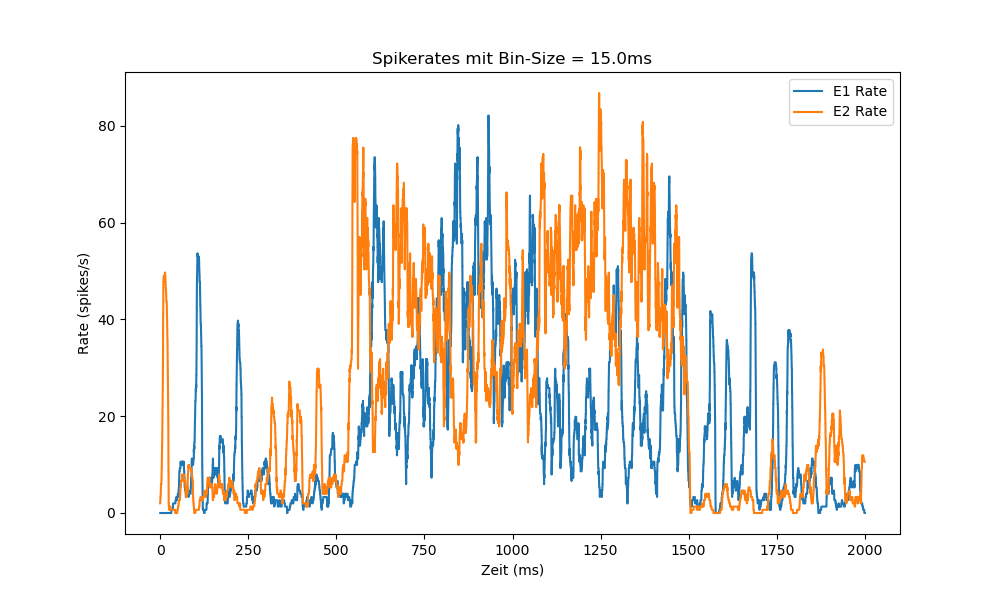 Spikerates mit Bin-Size = 15.0ms
E1 Rate
E2 Rate
80
60
40
20
0
Rate (spikes/s)
0 250 500 750 1000 1250 1500 1750 2000
Zeit (ms)